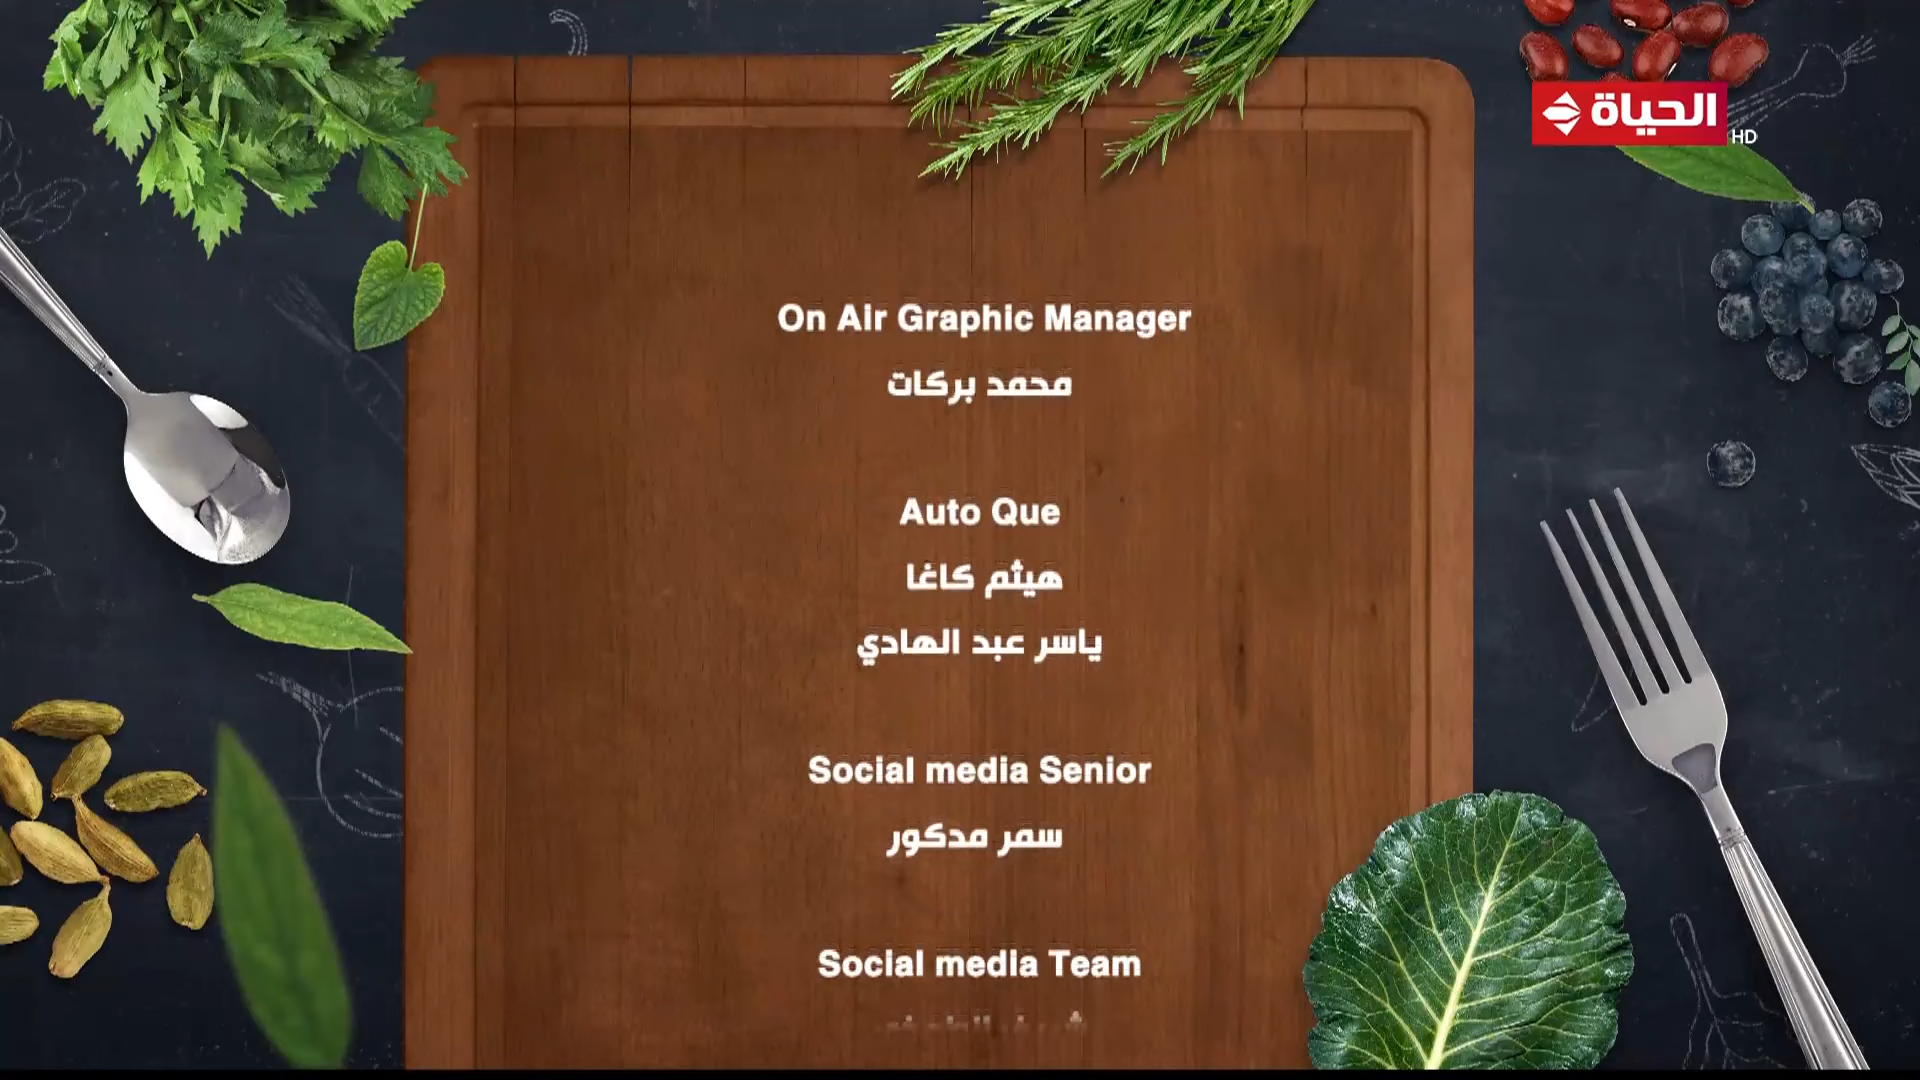 الحياة
HD
On Air Graphic Manager
محمد بركات
Auto Que
هيثم كاغا
ياسر عبد الهادي
Social media Senior
سمر مدكور
Social media Team